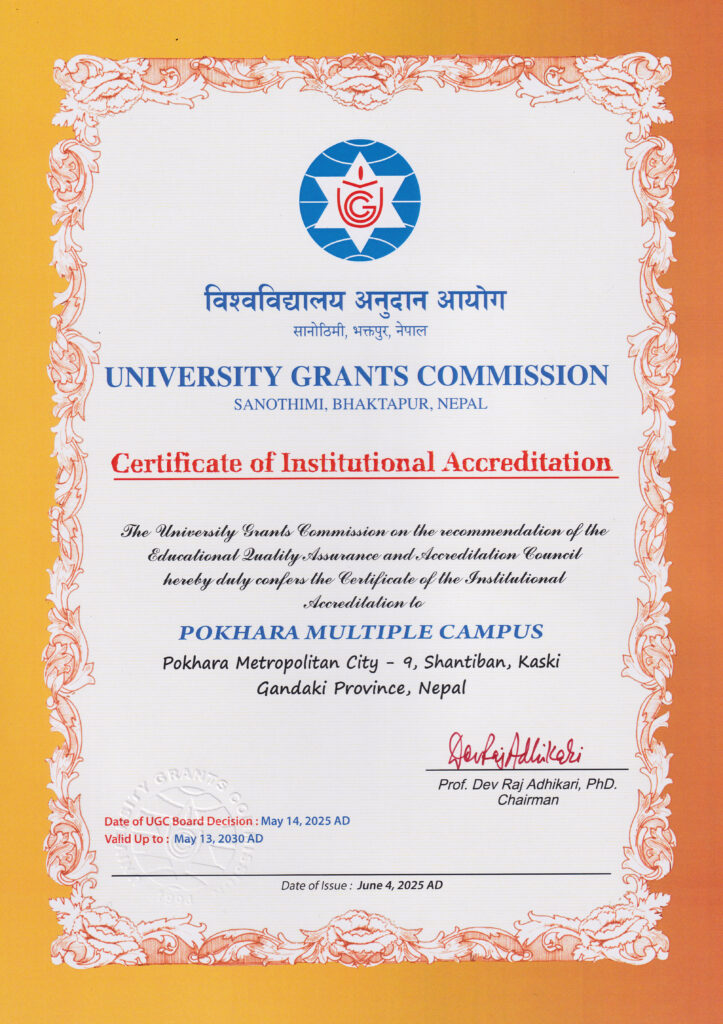 विश्वविद्यालय अनुदान आयोग
सानोठिमी, भक्तपुर, नेपाल
UNIVERSITY GRANTS COMMISSION
SANOTHIMI, BHAKTAPUR, NEPAL
Certificate of Institutional Accreditation
The University Grants Commission on the recommendation of the
Educational Quality Assurance and Accreditation Council
hereby duly confers the Certificate of the Institutional
Accreditation to
POKHARA MULTIPLE CAMPUS
Pokhara Metropolitan City - 9, Shantiban, Kaski
Gandaki Province, Nepal
DevRajAdhikari
Prof. Dev Raj Adhikari, PhD.
Chairman
Date of UGC Board Decision : May 14, 2025 AD
Valid Up to : May 13, 2030 AD
Date of Issue : June 4, 2025 AD